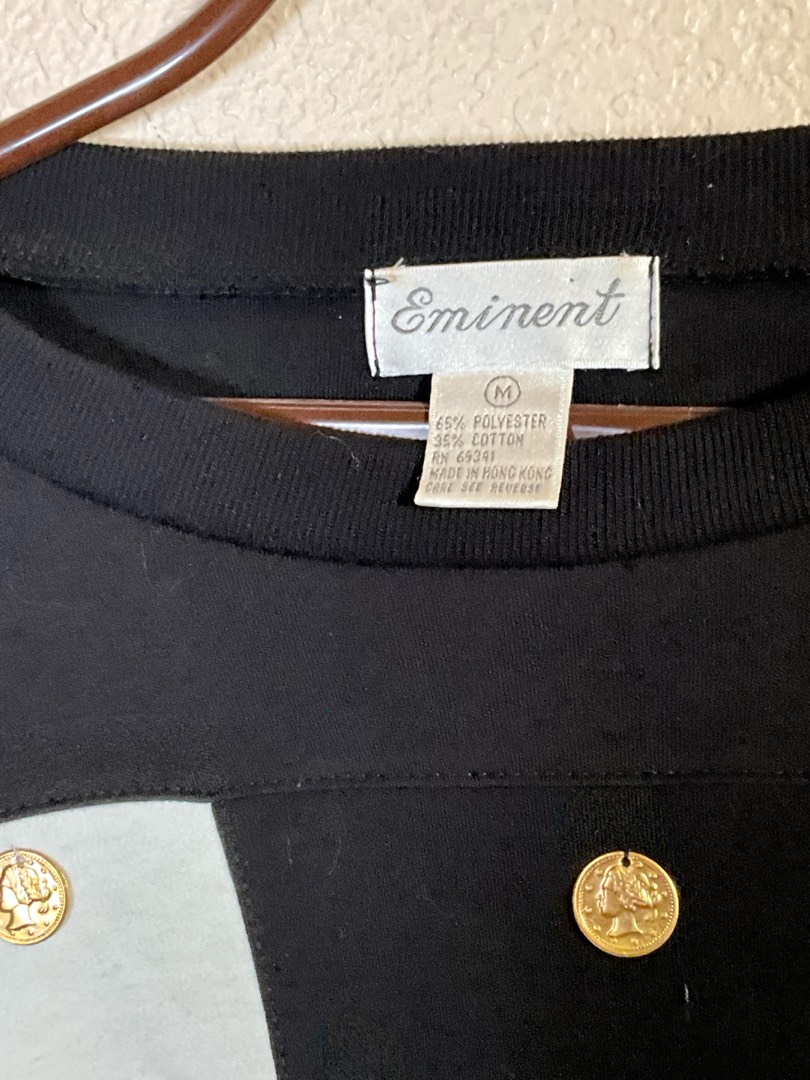 Eminent
M
65% POLYESTER
35% COTTON
RN 69341
MADE IN HONG KONG
CARE SEE REVERSE